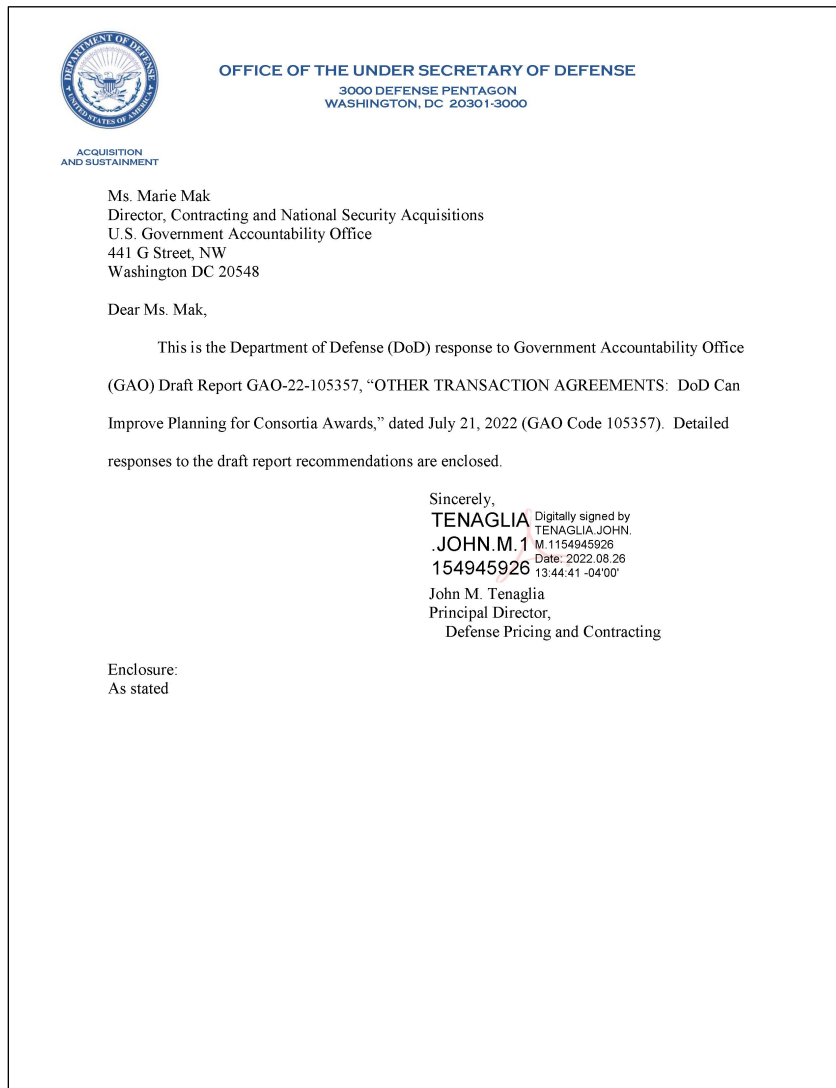 DEPARTMENT OF DEFENSE
UNITED STATES OF AMERICA
OFFICE OF THE UNDER SECRETARY OF DEFENSE
3000 DEFENSE PENTAGON
WASHINGTON, DC 20301-3000
ACQUISITION
AND SUSTAINMENT
Ms. Marie Mak
Director, Contracting and National Security Acquisitions
U.S. Government Accountability Office
441 G Street, NW
Washington DC 20548
Dear Ms. Mak,
This is the Department of Defense (DoD) response to Government Accountability Office
(GAO) Draft Report GAO-22-105357, “OTHER TRANSACTION AGREEMENTS: DoD Can
Improve Planning for Consortia Awards,” dated July 21, 2022 (GAO Code 105357). Detailed
responses to the draft report recommendations are enclosed.
Sincerely,
TENAGLIA
.JOHN.M.1
154945926
Digitally signed by
TENAGLIA.JOHN.
M.1154945926
Date: 2022.08.26
13:44:41 -04'00'
John M. Tenaglia
Principal Director,
Defense Pricing and Contracting
Enclosure:
As stated